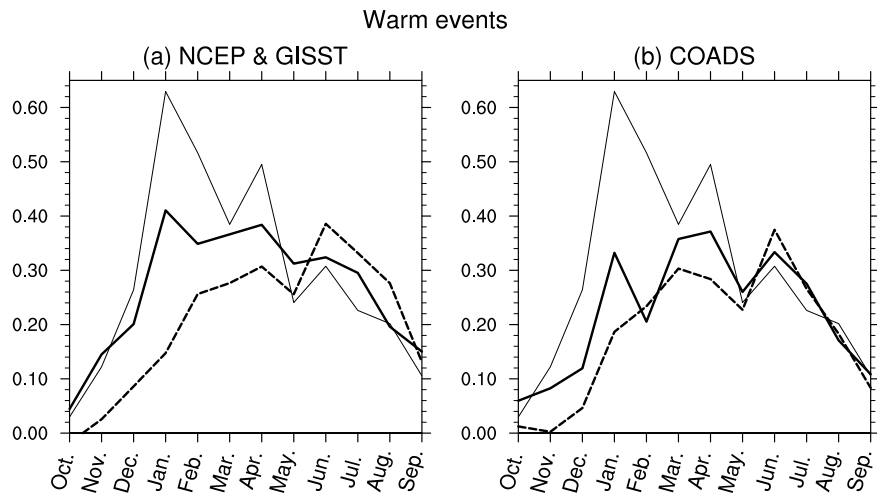 Warm events
(a) NCEP & GISST
(b) COADS
0.60
0.50
0.40
0.30
0.20
0.10
0.00
Oct.
Nov.
Dec.
Jan.
Feb.
Mar.
Apr.
May.
Jun.
Jul.
Aug.
Sep.
0.60
0.50
0.40
0.30
0.20
0.10
0.00
Oct.
Nov.
Dec.
Jan.
Feb.
Mar.
Apr.
May.
Jun.
Jul.
Aug.
Sep.